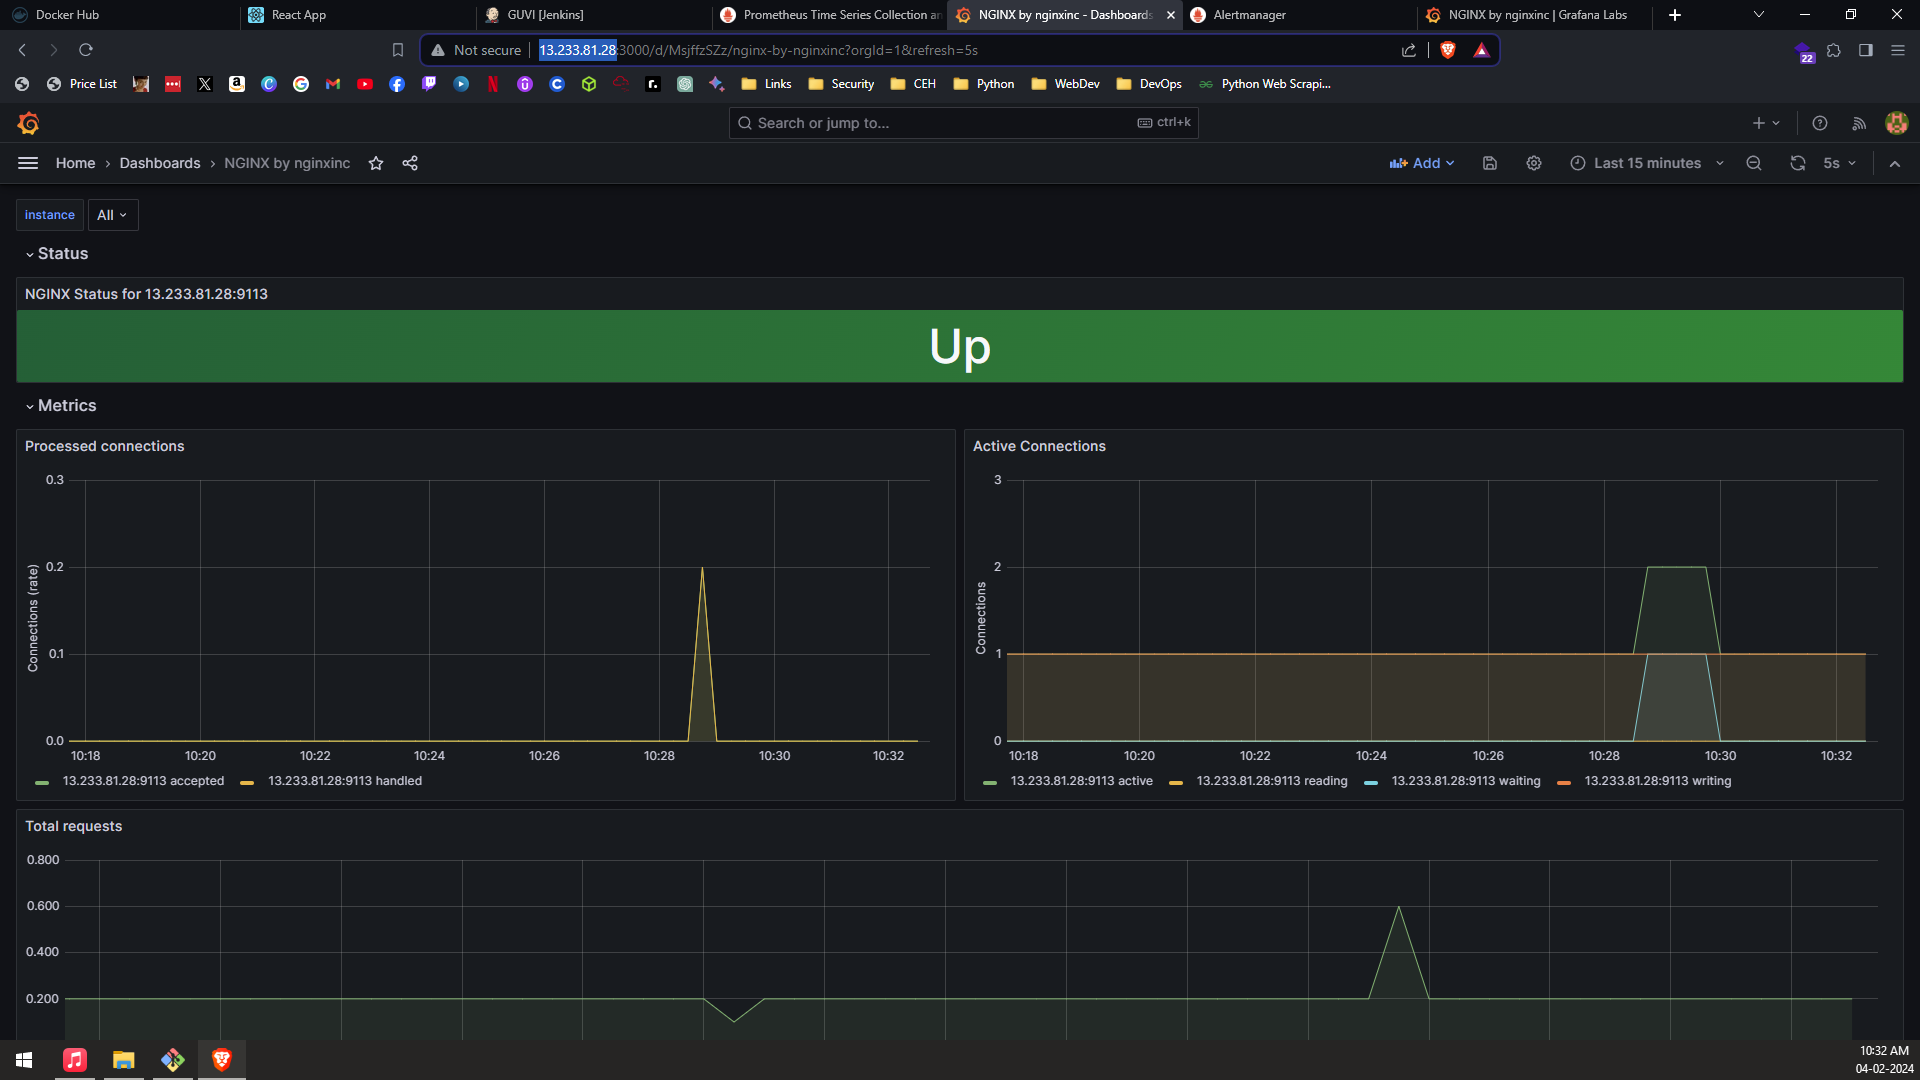 Docker Hub
React App
GUVI [Jenkins]
Prometheus Time Series Collection an
NGINX by nginxinc - Dashboards
Alertmanager
NGINX by nginxinc | Grafana Labs
Not secure
13.233.81.28:3000/d/MsjffzSZz/nginx-by-nginxinc?orgId=1&refresh=5s
22
Price List
Links
Security
CEH
Python
WebDev
DevOps
Python Web Scrapi...
Search or jump to...
ctrl+k
Home › Dashboards › NGINX by nginxinc
Add
Last 15 minutes
5s
instance
All
Status
NGINX Status for 13.233.81.28:9113
Up
Metrics
Processed connections
Connections (rate)
0.3
0.2
0.1
0.0
10:18 10:20 10:22 10:24 10:26 10:28 10:30 10:32
13.233.81.28:9113 accepted 13.233.81.28:9113 handled
Active Connections
Connections
3
2
1
0
10:18 10:20 10:22 10:24 10:26 10:28 10:30 10:32
13.233.81.28:9113 active 13.233.81.28:9113 reading 13.233.81.28:9113 waiting 13.233.81.28:9113 writing
Total requests
0.800
0.600
0.400
0.200
10:32 AM
04-02-2024